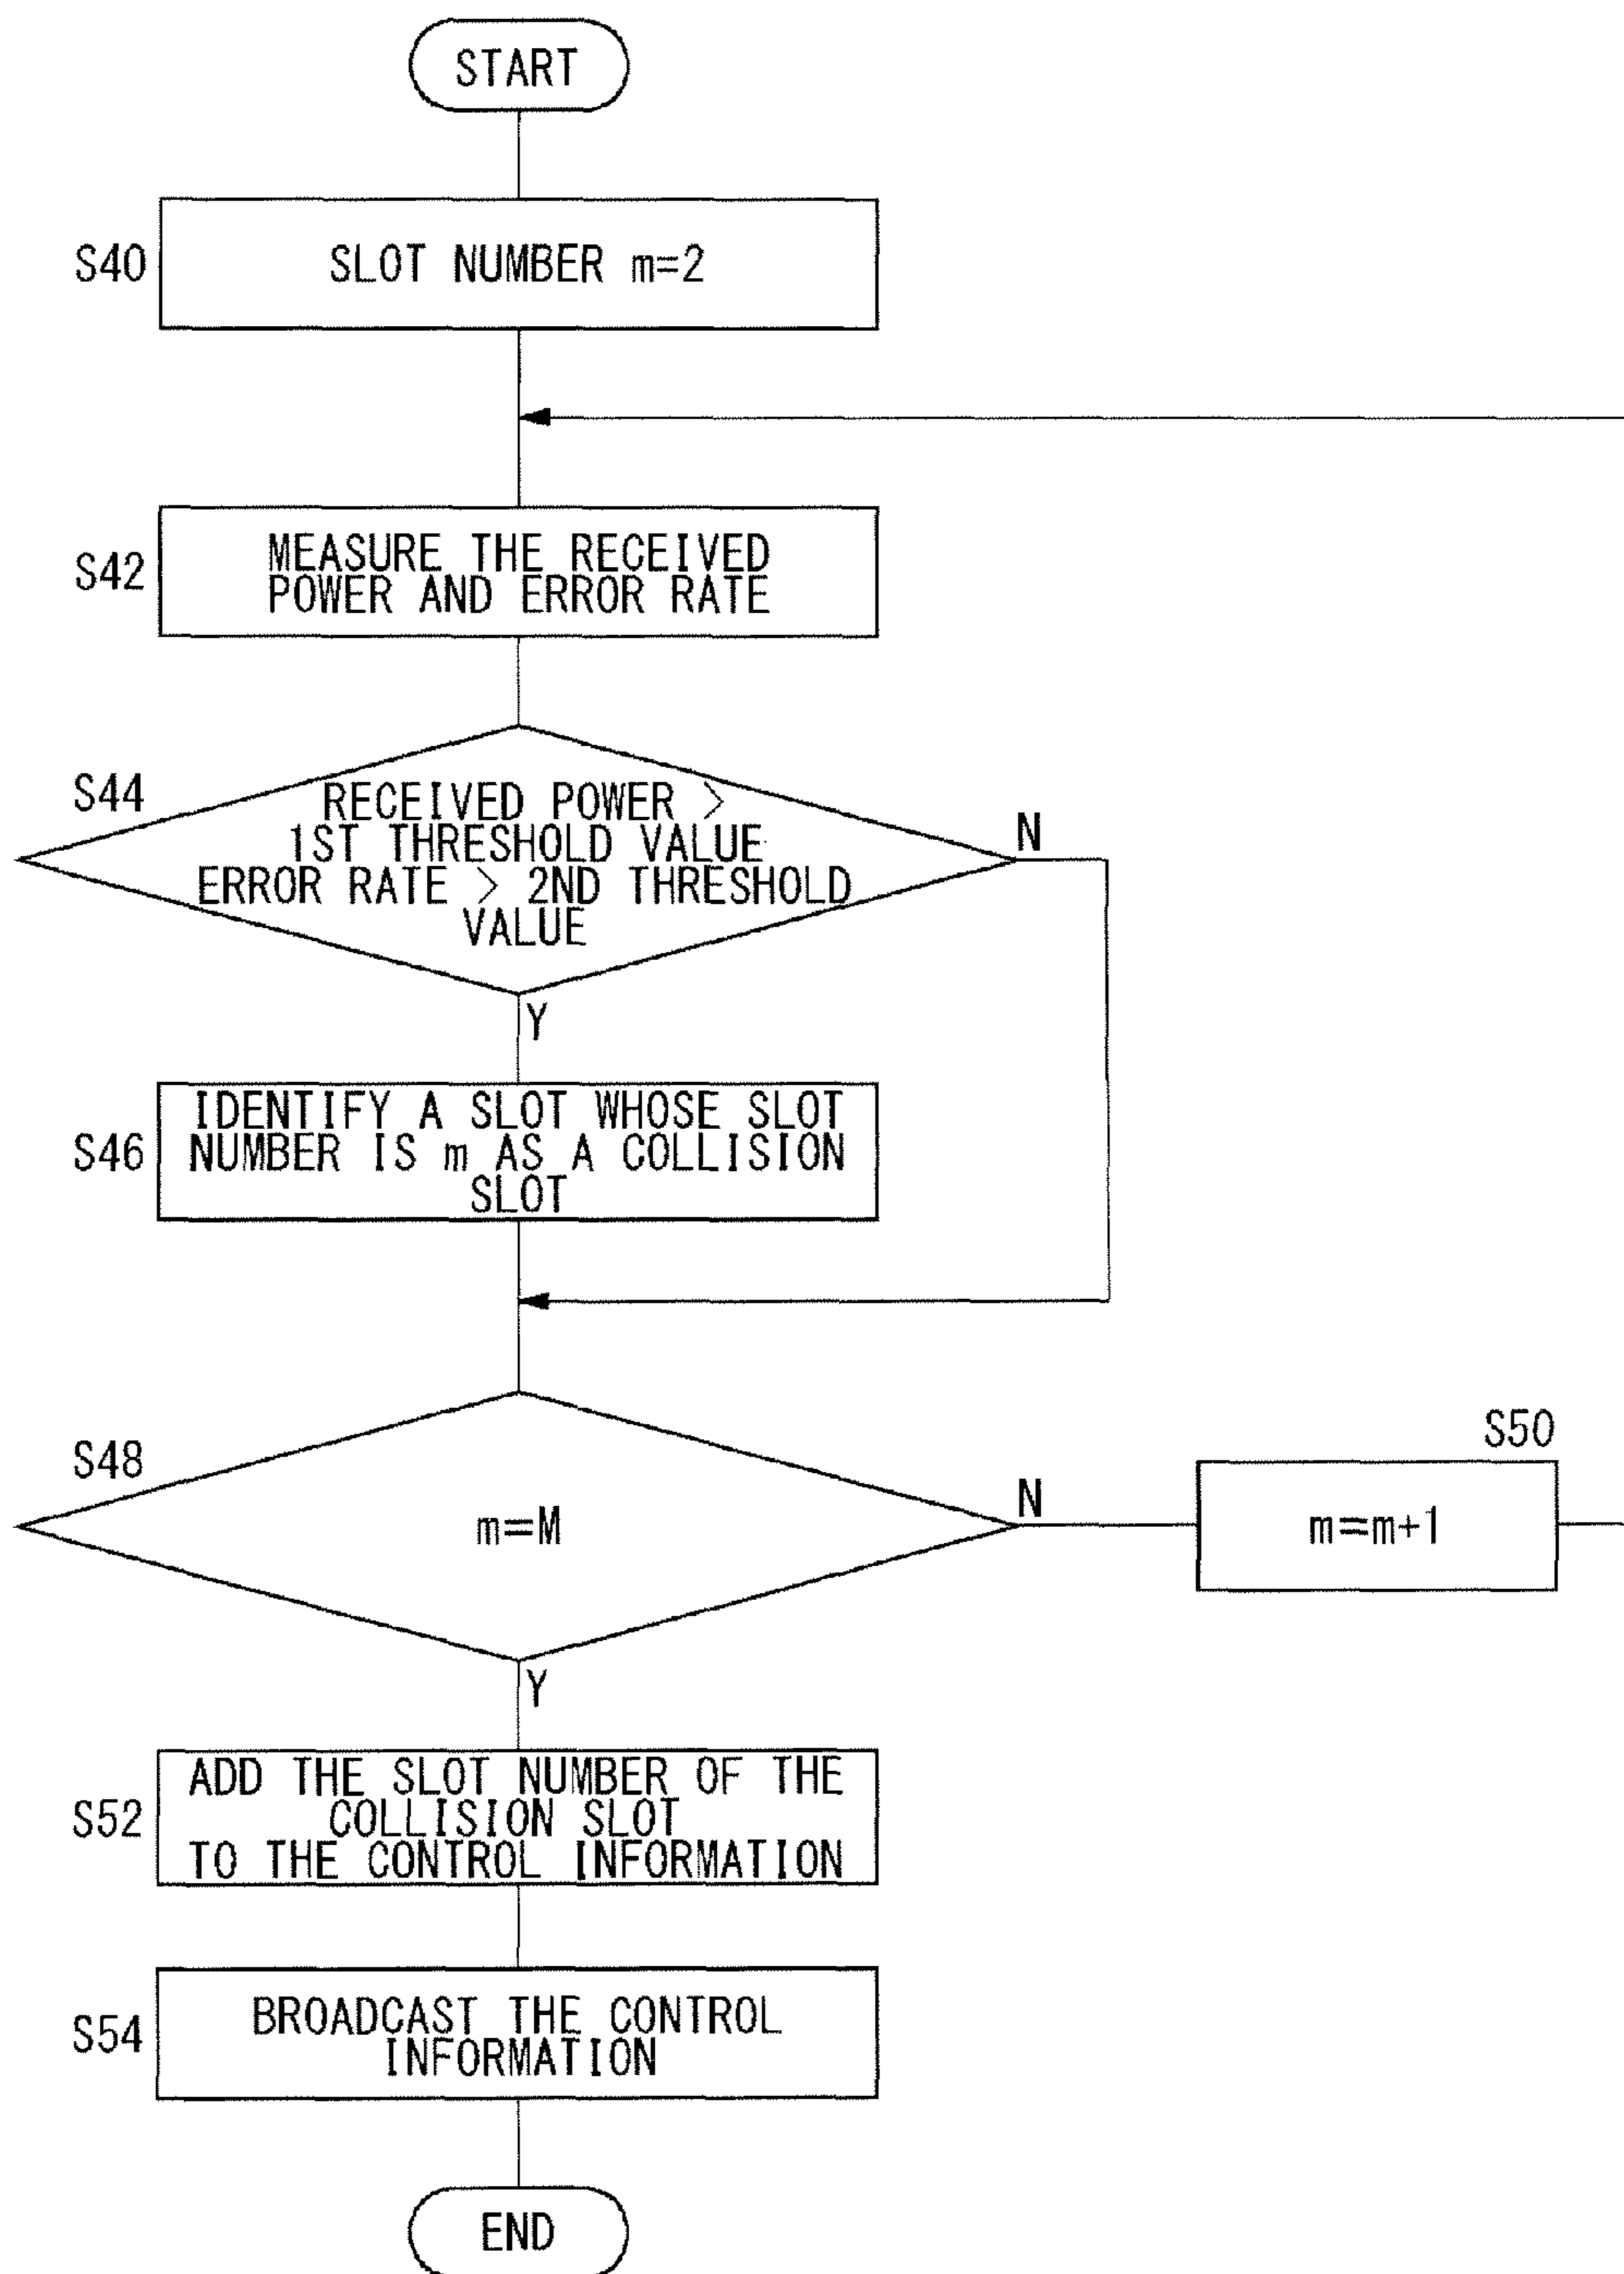 START
S40
SLOT NUMBER m=2
S42
MEASURE THE RECEIVED
POWER AND ERROR RATE
S44
RECEIVED POWER >
1ST THRESHOLD VALUE
ERROR RATE > 2ND THRESHOLD
VALUE
N
Y
S46
IDENTIFY A SLOT WHOSE SLOT
NUMBER IS m AS A COLLISION
SLOT
S48
m=M
N
S50
m=m+1
Y
S52
ADD THE SLOT NUMBER OF THE
COLLISION SLOT
TO THE CONTROL INFORMATION
S54
BROADCAST THE CONTROL
INFORMATION
END